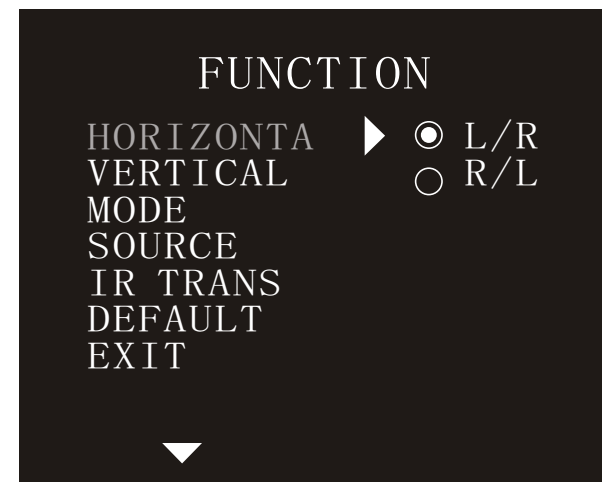 FUNCTION
HORIZONTA L/R
VERTICAL R/L
MODE
SOURCE
IR TRANS
DEFAULT
EXIT